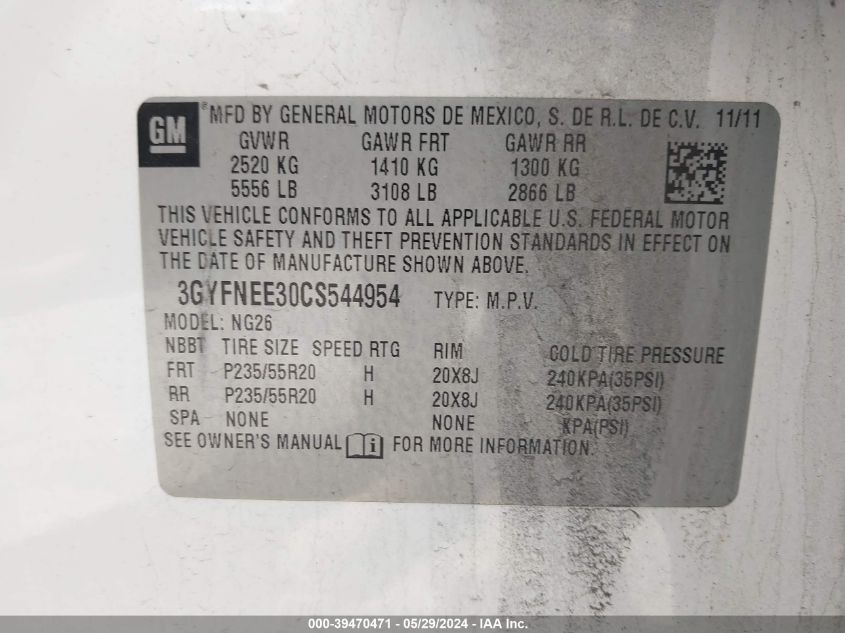 GM ® MFD BY GENERAL MOTORS DE MEXICO, S. DE R.L. DE C.V. 11/11
GVWR GAWR FRT GAWR RR
2520 KG 1410 KG 1300 KG
5556 LB 3108 LB 2866 LB
THIS VEHICLE CONFORMS TO ALL APPLICABLE U.S. FEDERAL MOTOR
VEHICLE SAFETY AND THEFT PREVENTION STANDARDS IN EFFECT ON
THE DATE OF MANUFACTURE SHOWN ABOVE.
3GYFNEE30CS544954 TYPE: M.P.V.
MODEL: NG26
NBBT TIRE SIZE SPEED RTG RIM COLD TIRE PRESSURE
FRT P235/55R20 H 20X8J 240KPA(35PSI)
RR P235/55R20 H 20X8J 240KPA(35PSI)
SPA NONE NONE KPA(PSI)
SEE OWNER'S MANUAL FOR MORE INFORMATION.
000-39470471 - 05/29/2024 - IAA Inc.